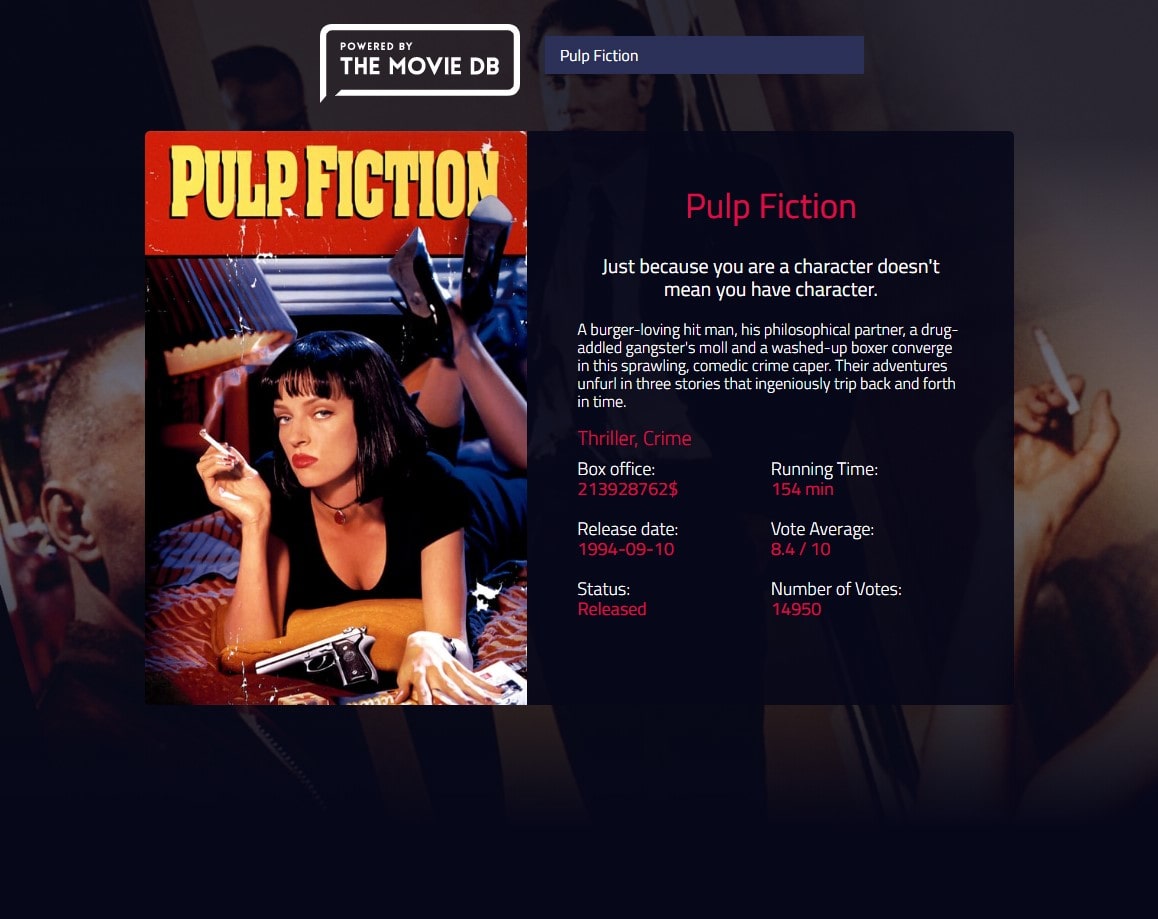 POWERED BY
THE MOVIE DB
Pulp Fiction
PULP FICTION
Pulp Fiction
Just because you are a character doesn't
mean you have character.
A burger-loving hit man, his philosophical partner, a drug-
addled gangster's moll and a washed-up boxer converge
in this sprawling, comedic crime caper. Their adventures
unfurl in three stories that ingeniously trip back and forth
in time.
Thriller, Crime
Box office:
213928762$
Running Time:
154 min
Release date:
1994-09-10
Vote Average:
8.4 / 10
Status:
Released
Number of Votes:
14950